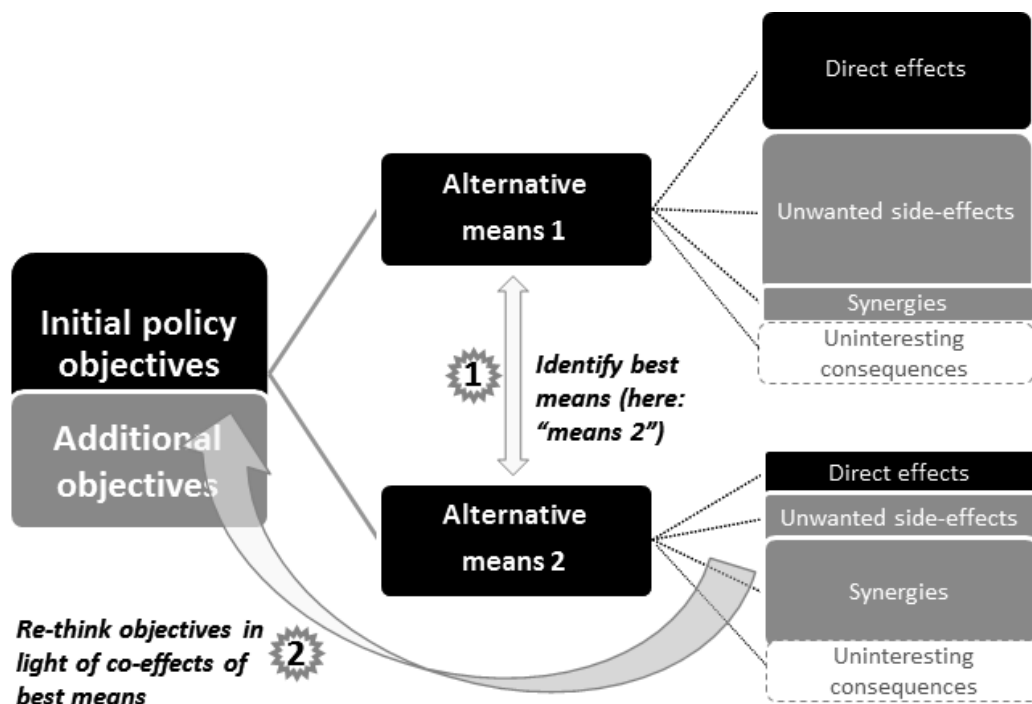 Initial policy
objectives
Additional
objectives
Alternative
means 1
1
Identify best
means (here:
“means 2”)
Alternative
means 2
Direct effects
Unwanted side-effects
Synergies
Uninteresting
consequences
Direct effects
Unwanted side-effects
Synergies
Uninteresting
consequences
Re-think objectives in
light of co-effects of
best means
2